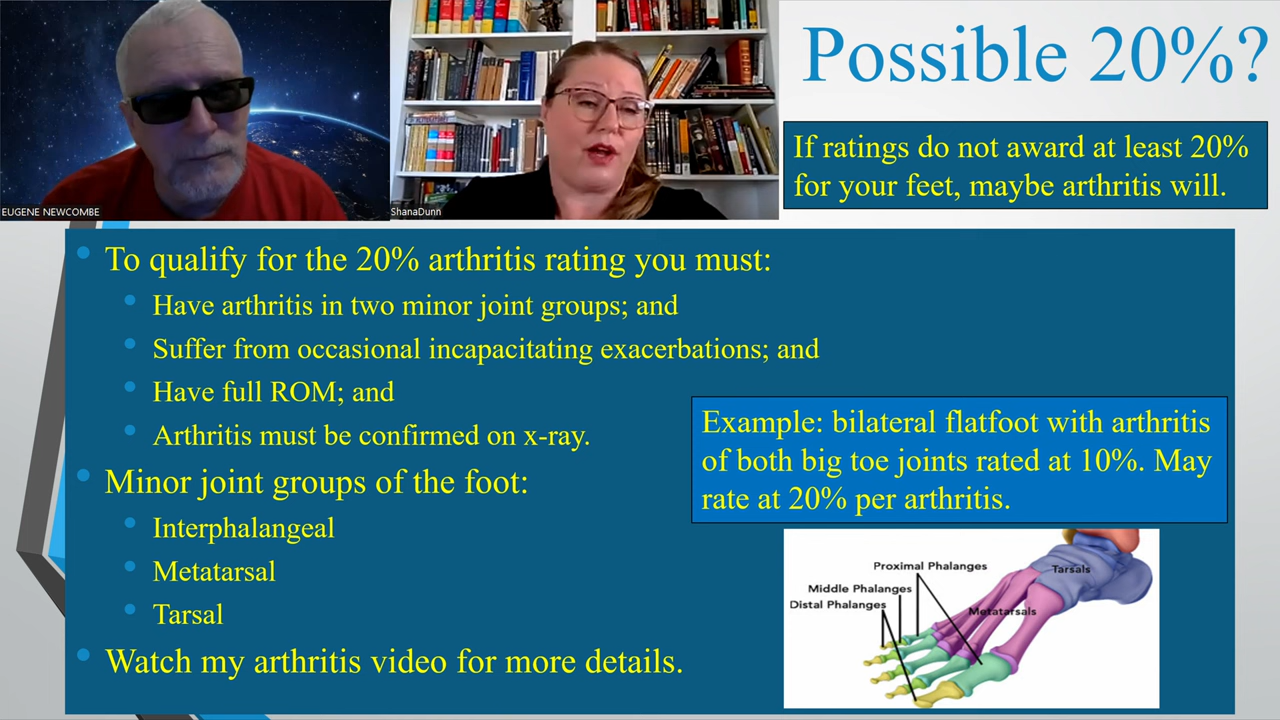 EUGENE NEWCOMBE
ShanaDunn
Possible 20%?
If ratings do not award at least 20%
for your feet, maybe arthritis will.
To qualify for the 20% arthritis rating you must:
Have arthritis in two minor joint groups; and
Suffer from occasional incapacitating exacerbations; and
Have full ROM; and
Arthritis must be confirmed on x-ray.
Minor joint groups of the foot:
Interphalangeal
Metatarsal
Tarsal
Watch my arthritis video for more details.
Example: bilateral flatfoot with arthritis
of both big toe joints rated at 10%. May
rate at 20% per arthritis.
Proximal Phalanges
Middle Phalanges
Distal Phalanges
Tarsals
Metatarsals